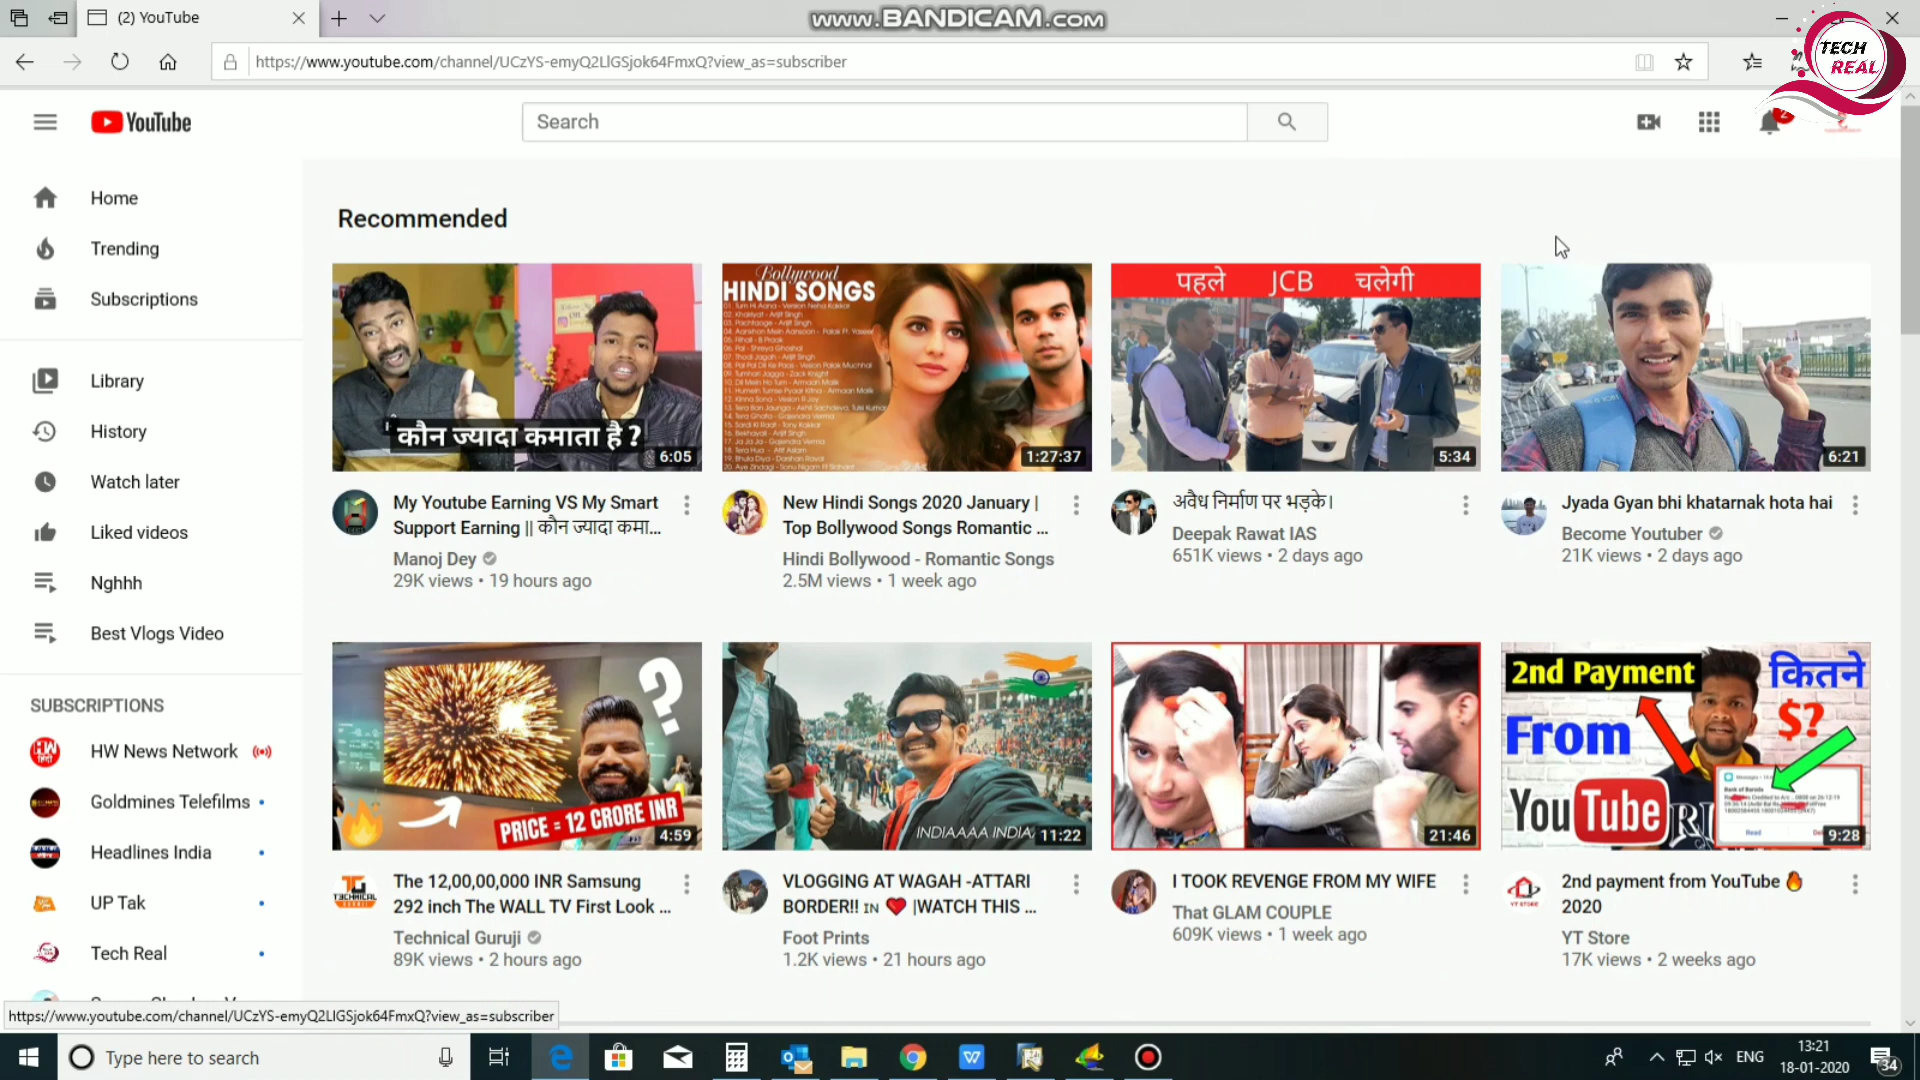 (2) YouTube
www.BANDICAM.com
TECH
REAL
https://www.youtube.com/channel/UCzYS-emyQ2LlGSjok64FmxQ?view_as=subscriber
YouTube
Search
2
Home
Trending
Subscriptions
Library
History
Watch later
Liked videos
Nghhh
Best Vlogs Video
SUBSCRIPTIONS
HW News Network
Goldmines Telefilms
Headlines India
UP Tak
Tech Real
Recommended
कौन ज्यादा कमाता है ?
6:05
My Youtube Earning VS My Smart
Support Earning || कौन ज्यादा कमा...
Manoj Dey
29K views • 19 hours ago
Bollywood
HINDI SONGS
1:27:37
New Hindi Songs 2020 January |
Top Bollywood Songs Romantic ...
Hindi Bollywood - Romantic Songs
2.5M views • 1 week ago
पहले JCB चलेगी
5:34
अवैध निर्माण पर भड़के।
Deepak Rawat IAS
651K views • 2 days ago
6:21
Jyada Gyan bhi khatarnak hota hai
Become Youtuber
21K views • 2 days ago
?
PRICE = 12 CRORE INR
4:59
The 12,00,00,000 INR Samsung
292 inch The WALL TV First Look ...
Technical Guruji
89K views • 2 hours ago
INDIAAAA INDIA
11:22
VLOGGING AT WAGAH -ATTARI
BORDER!! IN ❤ |WATCH THIS ...
Foot Prints
1.2K views • 21 hours ago
21:46
I TOOK REVENGE FROM MY WIFE
That GLAM COUPLE
609K views • 1 week ago
2nd Payment कितने
From $?
YouTube
9:28
2nd payment from YouTube 🔥
2020
YT Store
17K views • 2 weeks ago
https://www.youtube.com/channel/UCzYS-emyQ2LlGSjok64FmxQ?view_as=subscriber
Type here to search
ENG
13:21
18-01-2020
34